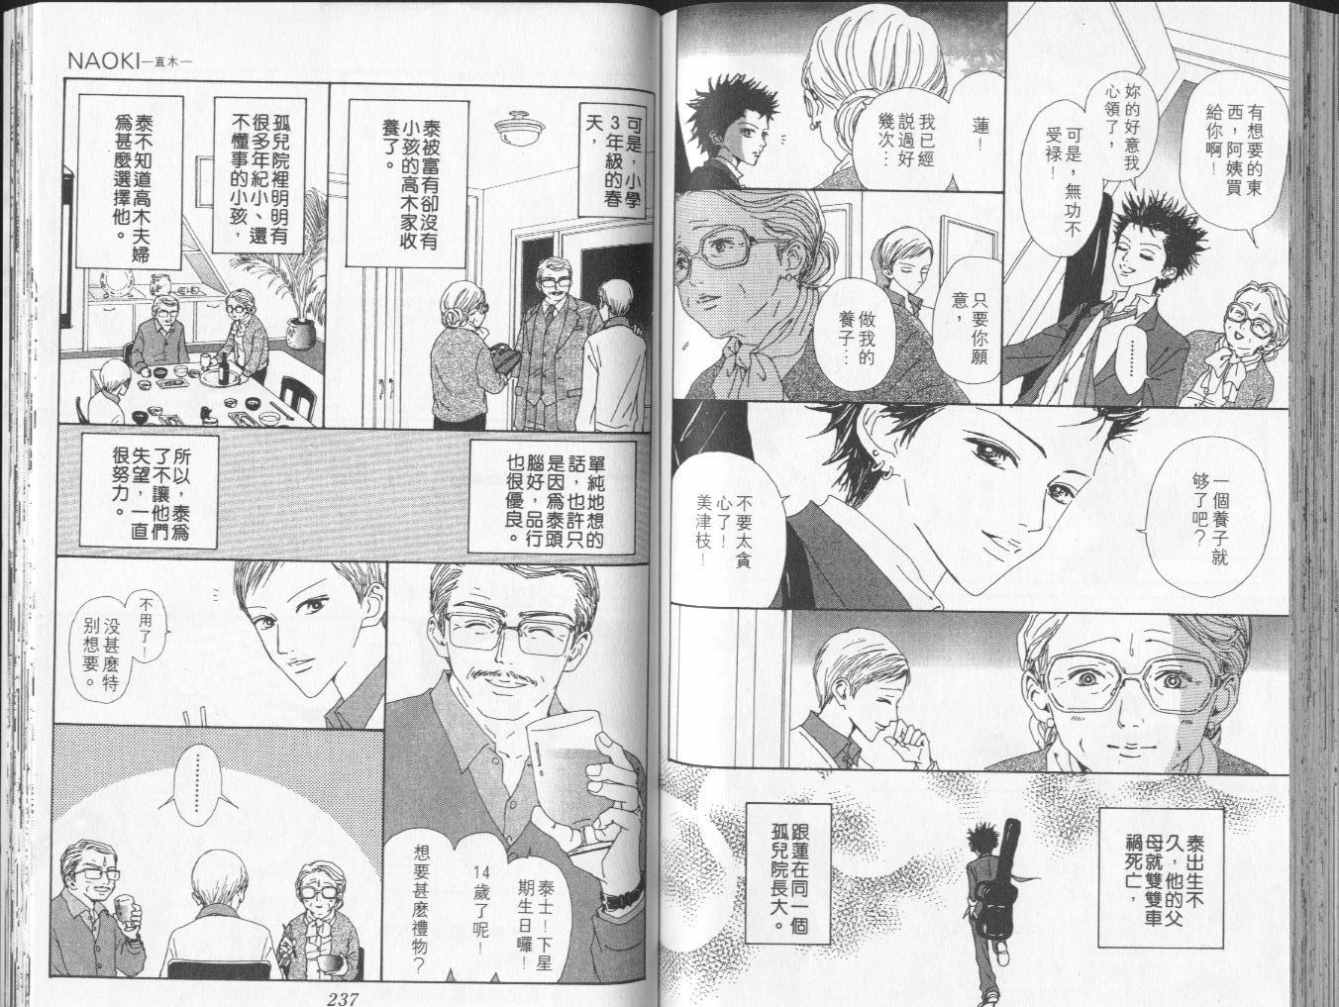 有想要的東
西，阿姨買
給你啊！
妳的好意我
心領了，
可是，無功不
受祿！
………
蓮！
我已經
説過好
幾次…
只要你願
意，
做我的
養子…
一個養子就
够了吧？
不要太貪
心了！
美津枝！
泰出生不
久，他的父
母就雙雙車
禍死亡，
跟蓮在同一個
孤兒院長大。
NAOKI—直木—
可是，小學
3年級的春
天，
泰被富有卻沒有
小孩的高木家收
養了。
孤兒院裡明明有
很多年紀小、還
不懂事的小孩，
泰不知道高木夫婦
爲甚麼選擇他。
單純地想的
話，也許只
是因爲泰頭
腦好，品行
也很優良。
所以，泰爲
了不讓他們
失望，一直
很努力。
泰士！下星
期生日囉！
14
歲了呢！
想要甚麽禮物？
不用了！
没甚麽特
别想要。
………
237